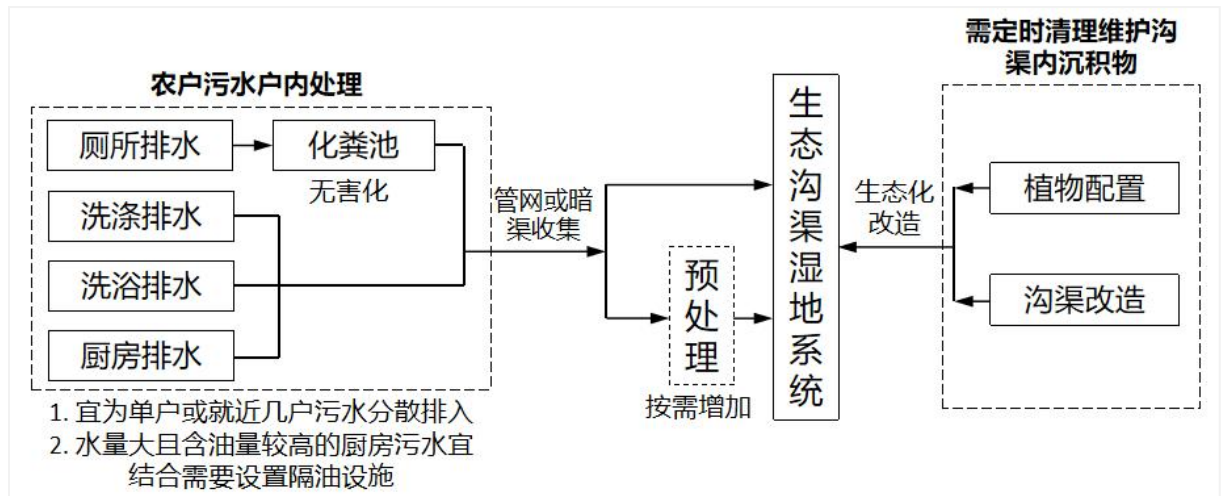 农户污水户内处理
厕所排水
化粪池
无害化
洗涤排水
洗浴排水
厨房排水
1. 宜为单户或就近几户污水分散排入
2. 水量大且含油量较高的厨房污水宜
结合需要设置隔油设施
管网或暗
渠收集
预处理
按需增加
生态沟渠湿地系统
生态化
改造
需定时清理维护沟
渠内沉积物
植物配置
沟渠改造